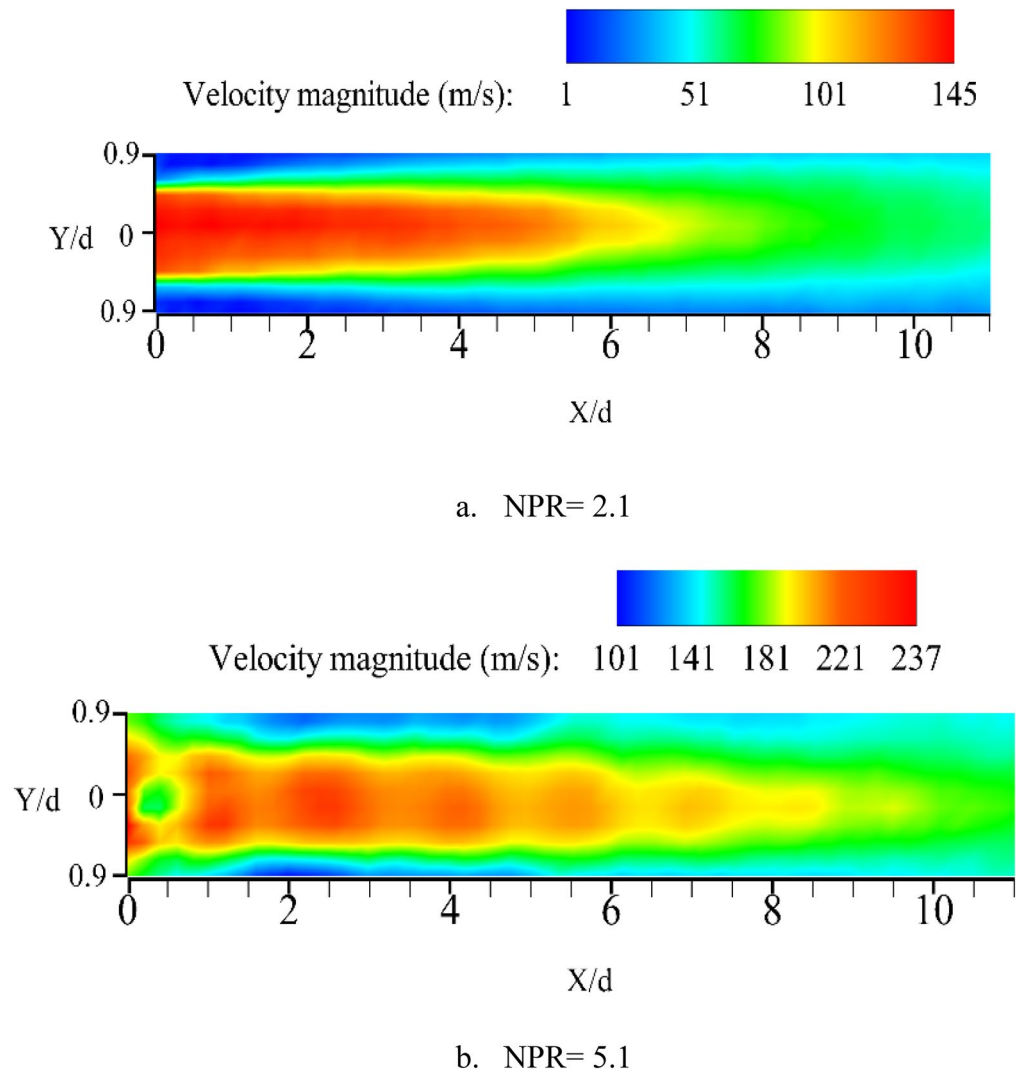 Velocity magnitude (m/s): 1 51 101 145
0.9
Y/d 0
0.9
0 2 4 6 8 10
X/d
a. NPR= 2.1
Velocity magnitude (m/s): 101 141 181 221 237
0.9
Y/d 0
0.9
0 2 4 6 8 10
X/d
b. NPR= 5.1